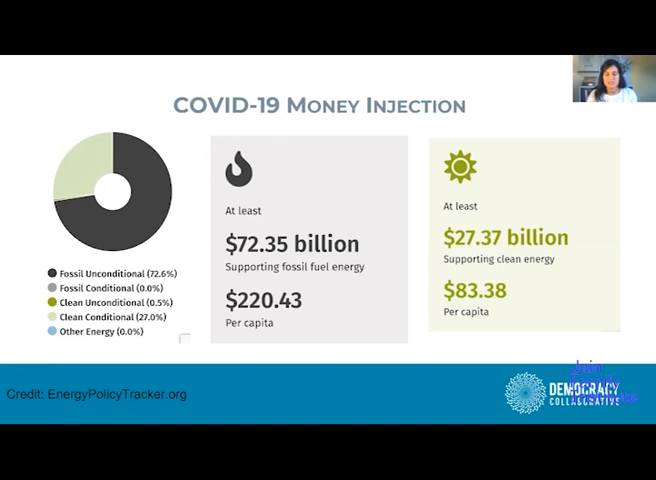 COVID-19 MONEY INJECTION
Fossil Unconditional (72.6%)
Fossil Conditional (0.0%)
Clean Unconditional (0.5%)
Clean Conditional (27.0%)
Other Energy (0.0%)
At least
$72.35 billion
Supporting fossil fuel energy
$220.43
Per capita
At least
$27.37 billion
Supporting clean energy
$83.38
Per capita
Credit: EnergyPolicyTracker.org
DEMOCRACY
COLLABORATIVE
Jain